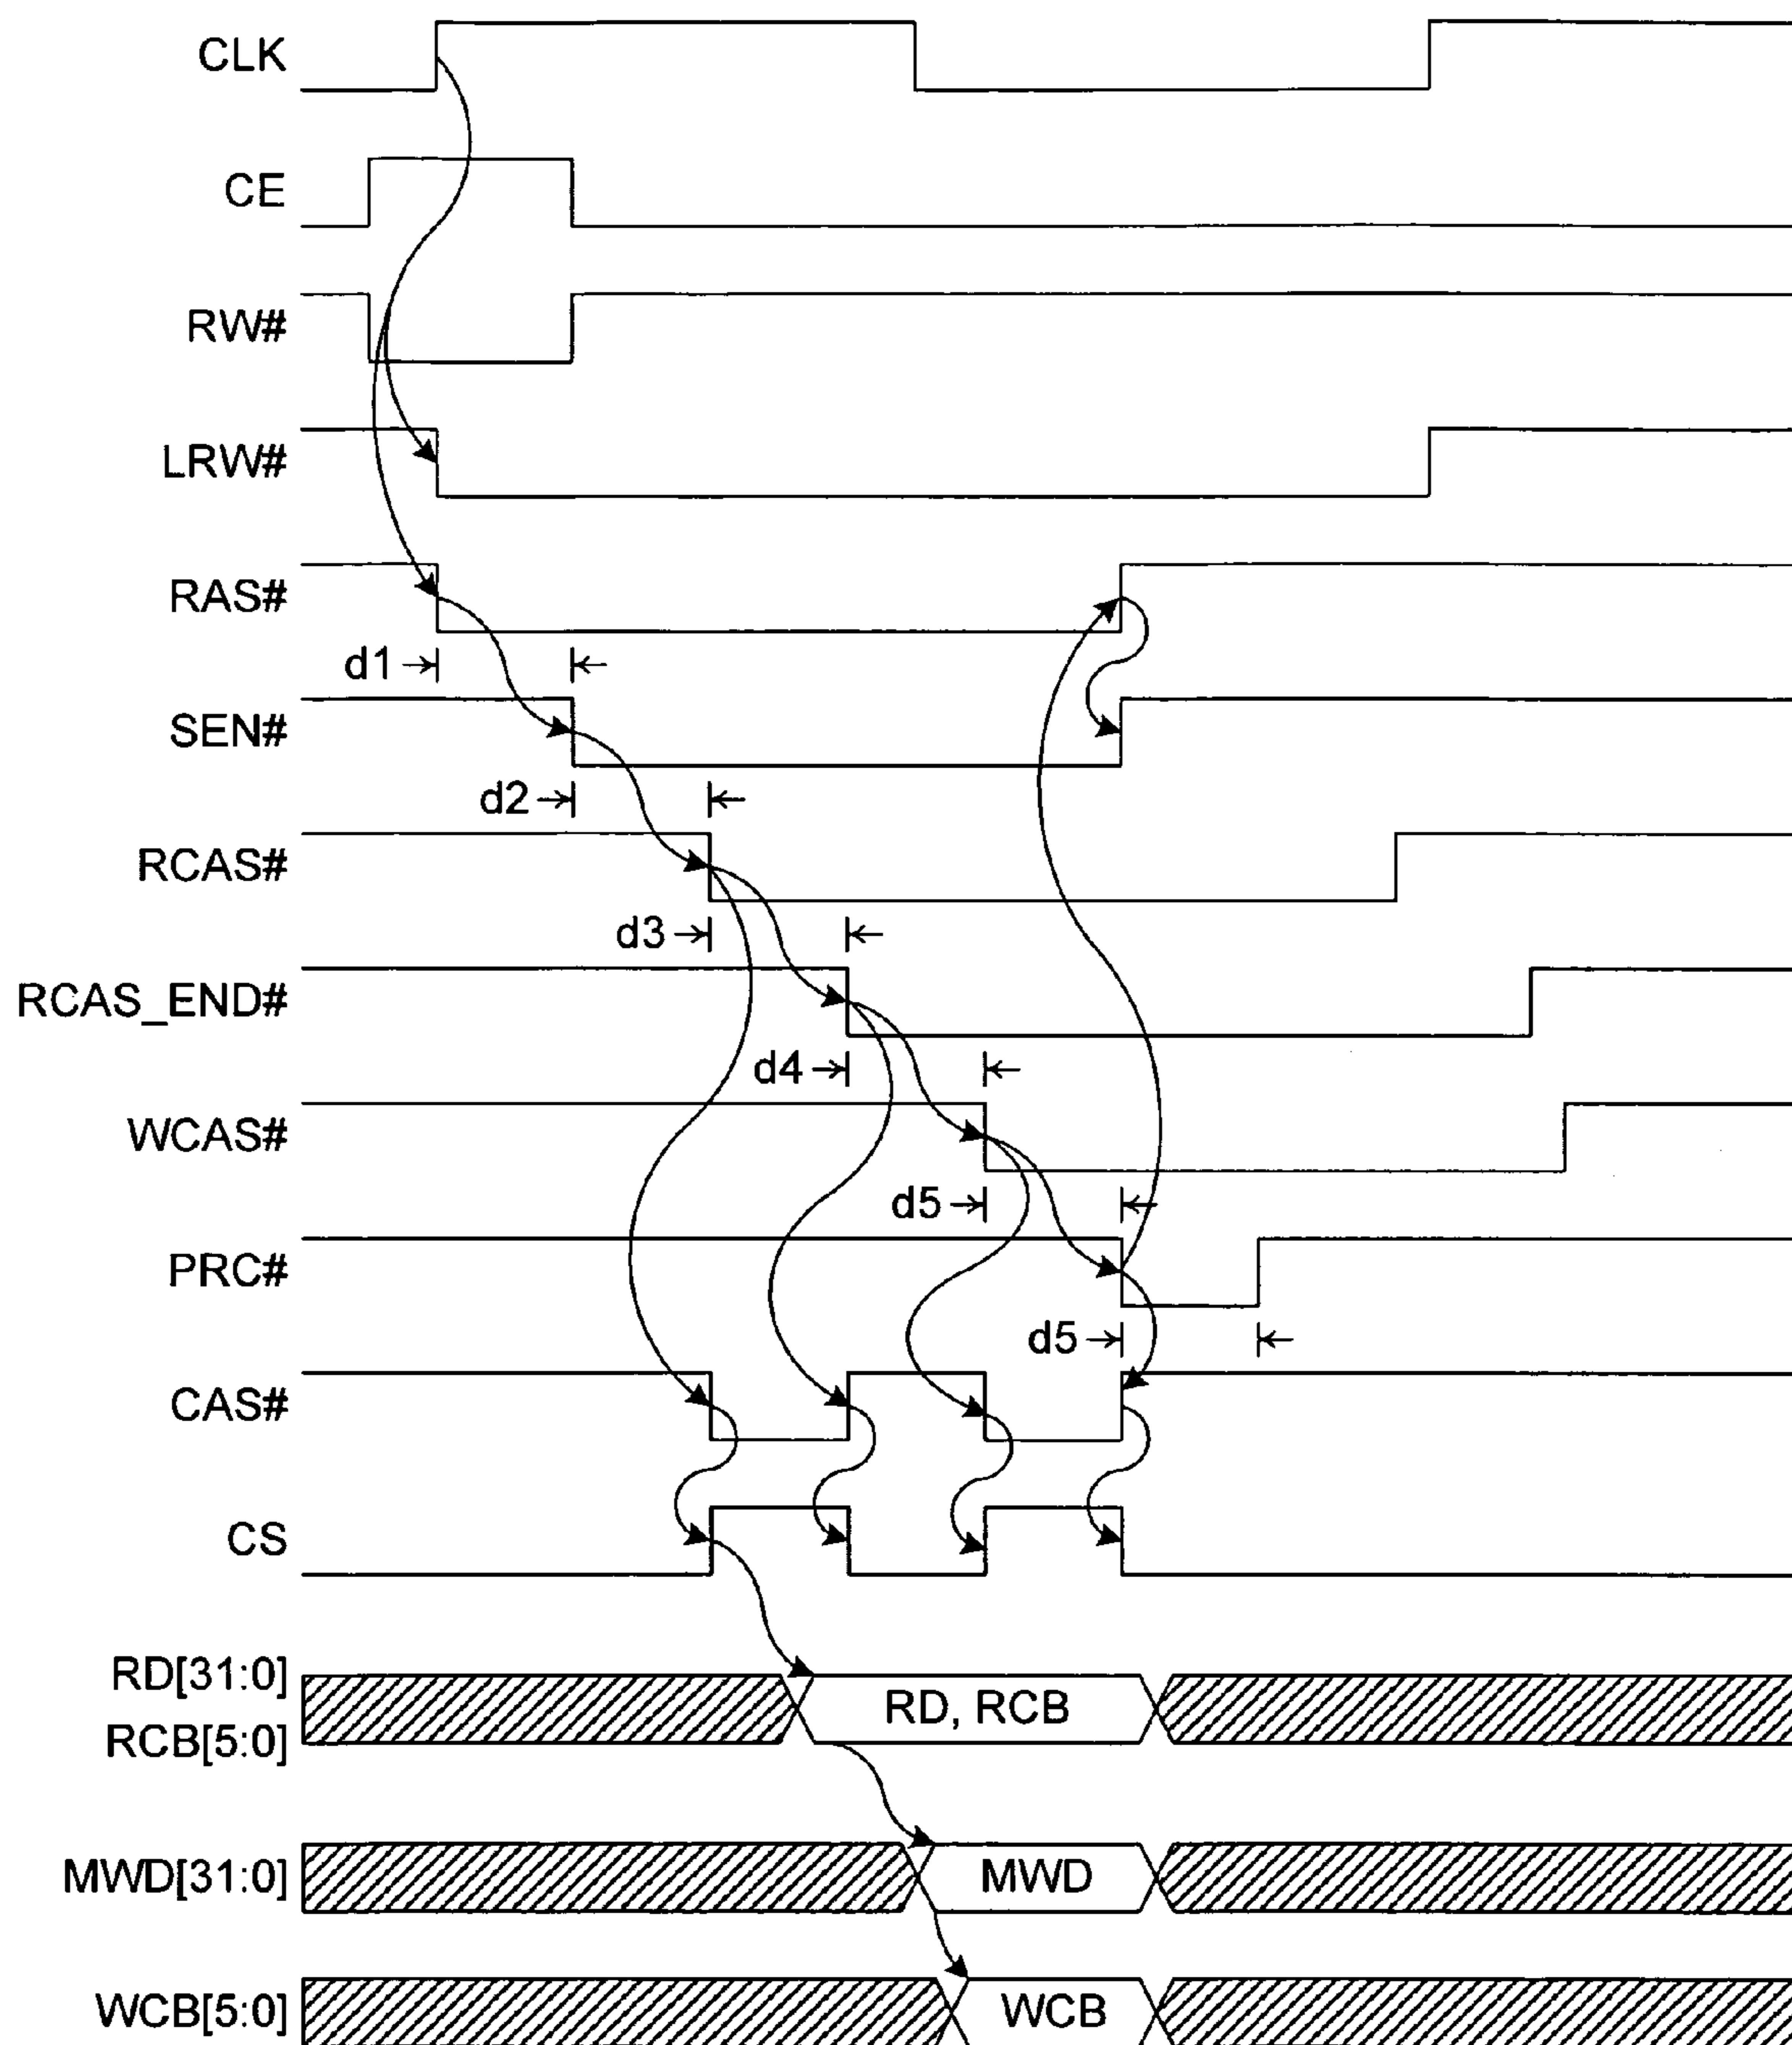 CLK
CE
RW#
LRW#
RAS#
d1
SEN#
d2
RCAS#
d3
RCAS_END#
d4
WCAS#
d5
PRC#
d5
CAS#
CS
RD[31:0]
RD, RCB
RCB[5:0]
MWD[31:0] MWD
WCB[5:0] WCB